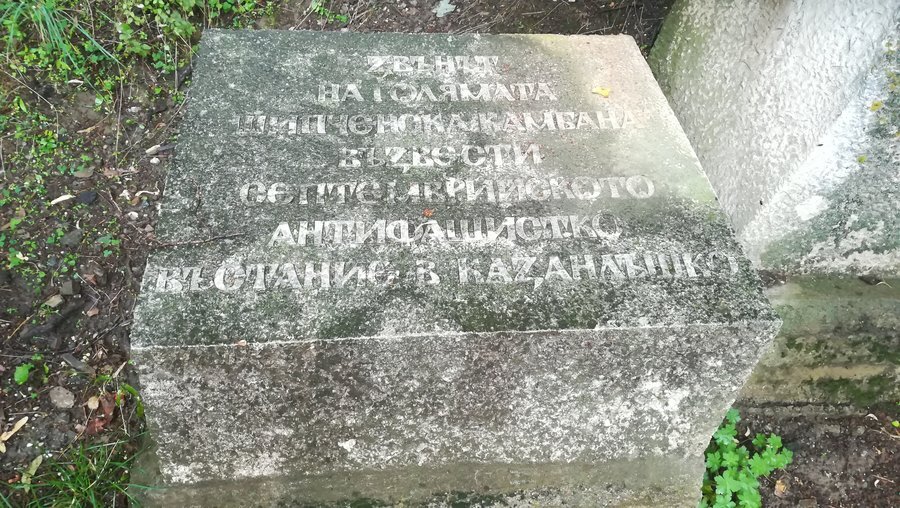 ЗВЪНЪТ
НА ГОЛЯМАТА
ШИПЧЕНСКА КАМБАНА
ВЪЗВЕСТИ
СЕПТЕМВРИЙСКОТО
АНТИФАШИСТКО
ВЪСТАНИЕ В КАЗАНЛЪШКО